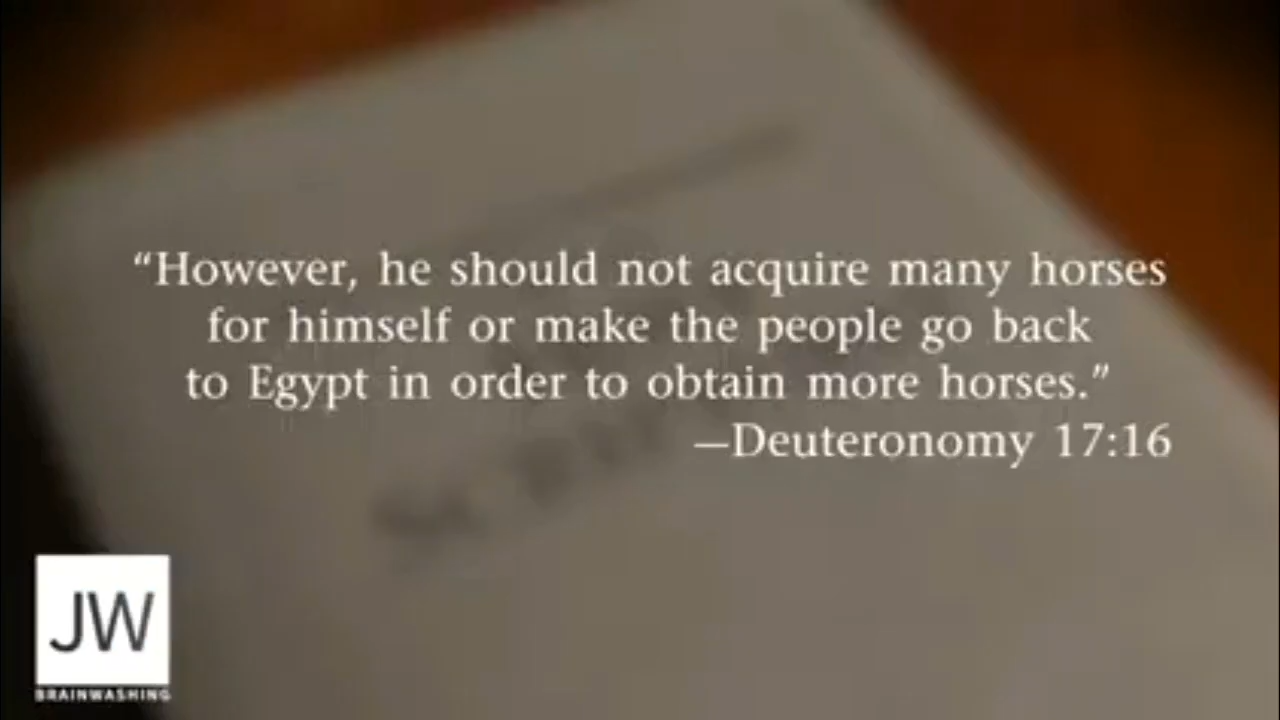 “However, he should not acquire many horses
for himself or make the people go back
to Egypt in order to obtain more horses.”
—Deuteronomy 17:16
JW
BRAINWASHING